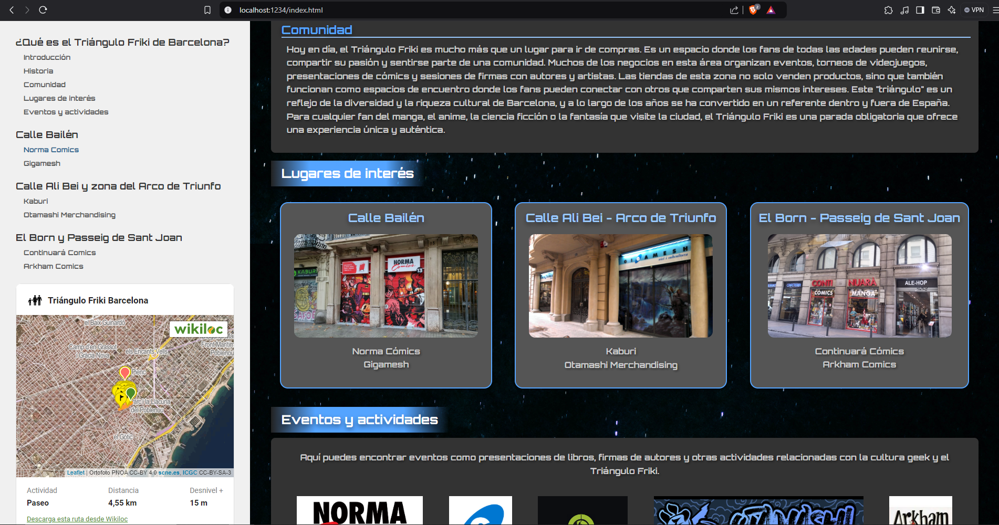 localhost:1234/index.html
2
VPN
¿Qué es el Triángulo Friki de Barcelona?
Introducción
Historia
Comunidad
Lugares de interés
Eventos y actividades
Calle Bailén
Norma Comics
Gigamesh
Calle Ali Bei y zona del Arco de Triunfo
Kaburi
Otamashi Merchandising
El Born y Passeig de Sant Joan
Continuará Comics
Arkham Comics
Triángulo Friki Barcelona
el Baix Guinardó
wikiloc
Camp d'en Grassot
i Gràcia Nova
els Encants Vells
Front Marítim
Poblenou
Parc i la Llacuna
del Poblenou
el Gòtic
Leaflet | Ortofoto PNOA CC-BY 4.0 scne.es, ICGC CC-BY-SA-3
Actividad
Distancia
Desnivel +
Paseo
4,55 km
15 m
Descarga esta ruta desde Wikiloc
Comunidad
Hoy en día, el Triángulo Friki es mucho más que un lugar para ir de compras. Es un espacio donde los fans de todas las edades pueden reunirse,
compartir su pasión y sentirse parte de una comunidad. Muchos de los negocios en esta área organizan eventos, torneos de videojuegos,
presentaciones de cómics y sesiones de firmas con autores y artistas. Las tiendas de esta zona no solo venden productos, sino que también
funcionan como espacios de encuentro donde los fans pueden conectar con otros que comparten sus mismos intereses. Este "triángulo" es un
reflejo de la diversidad y la riqueza cultural de Barcelona, y a lo largo de los años se ha convertido en un referente dentro y fuera de España.
Para cualquier fan del manga, el anime, la ciencia ficción o la fantasía que visite la ciudad, el Triángulo Friki es una parada obligatoria que ofrece
una experiencia única y auténtica.
Lugares de interés
Calle Bailén
KABURI
NORMA
Comics
13
Norma Cómics
Gigamesh
Calle Ali Bei - Arco de Triunfo
GIGAMESH
Kaburi
Otamashi Merchandising
El Born - Passeig de Sant Joan
CONTI
NUARA
COMICS
MANGA
ALE-HOP
Continuará Cómics
Arkham Comics
Eventos y actividades
Aquí puedes encontrar eventos como presentaciones de libros, firmas de autores y otras actividades relacionadas con la cultura geek y el
Triángulo Friki.
NORMA
OTAMASHI
Arkham